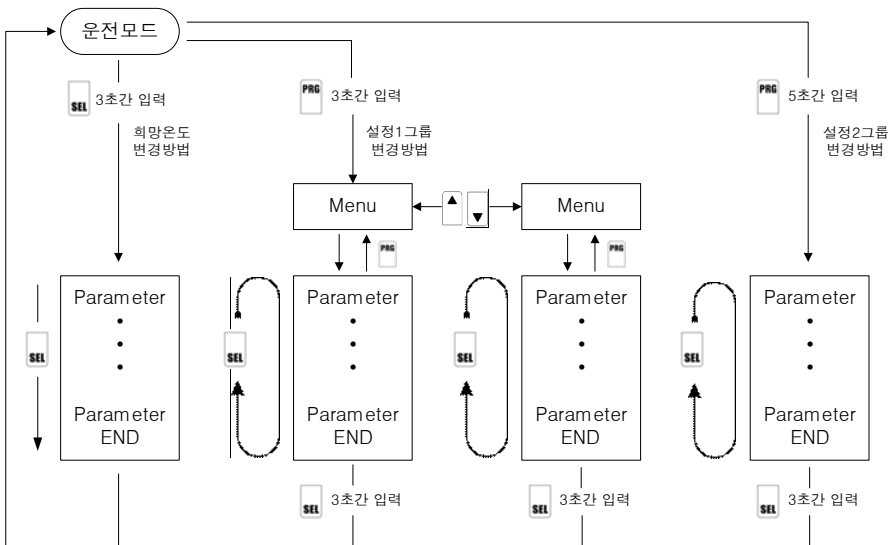 운전모드
SEL 3초간 입력
PRG 3초간 입력
PRG 5초간 입력
희망온도
변경방법
설정1그룹
변경방법
설정2그룹
변경방법
Menu
Menu
PRG
PRG
Parameter
Parameter
Parameter
Parameter
SEL
SEL
SEL
SEL
Parameter
END
Parameter
END
Parameter
END
Parameter
END
SEL 3초간 입력
SEL 3초간 입력
SEL 3초간 입력